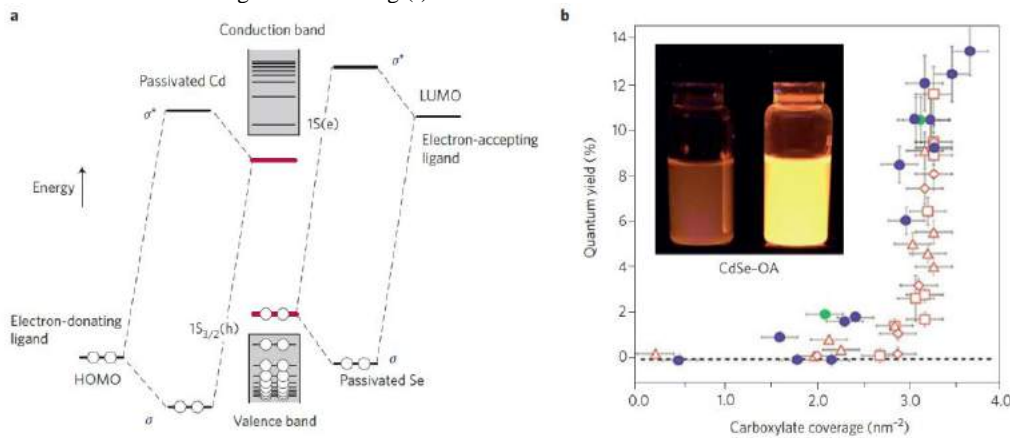 a
Conduction band
Passivated Cd
σ*
σ*
LUMO
1S(e)
Electron-accepting
ligand
Energy
Electron-donating
ligand
1S3/2(h)
HOMO
σ
Passivated Se
σ
Valence band
b
14
12
10
8
6
4
2
0
Quantum yield (%)
CdSe–OA
0
1.0
2.0
3.0
4.0
Carboxylate coverage (nm⁻²)